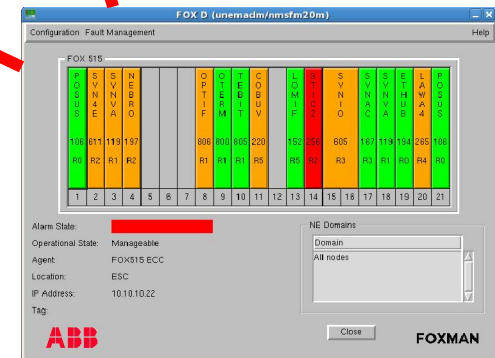 FOX D (unemadm/nmsfm20m)
Configuration Fault Management Help
FOX 515
POSUS SYN4E SYNVA NEBRO OPTIF OTERM TEBIT COBUV LOMIF STIC2 SYNIO SYNAC SYNVA ETHUB LAWA4 POSUS
106 611 119 197 806 800 805 220 152 256 605 167 119 194 265 106
R0 R2 R1 R2 R1 R1 R5 R5 R2 R3 R3 R1 R0 R4 R0
1 2 3 4 5 6 7 8 9 10 11 12 13 14 15 16 17 18 19 20 21
Alarm State:
Operational State: Manageable
Agent: FOX515 ECC
Location: ESC
IP Address: 10.10.10.22
Tag:
NE Domains
Domain
All nodes
Close
ABB
FOXMAN